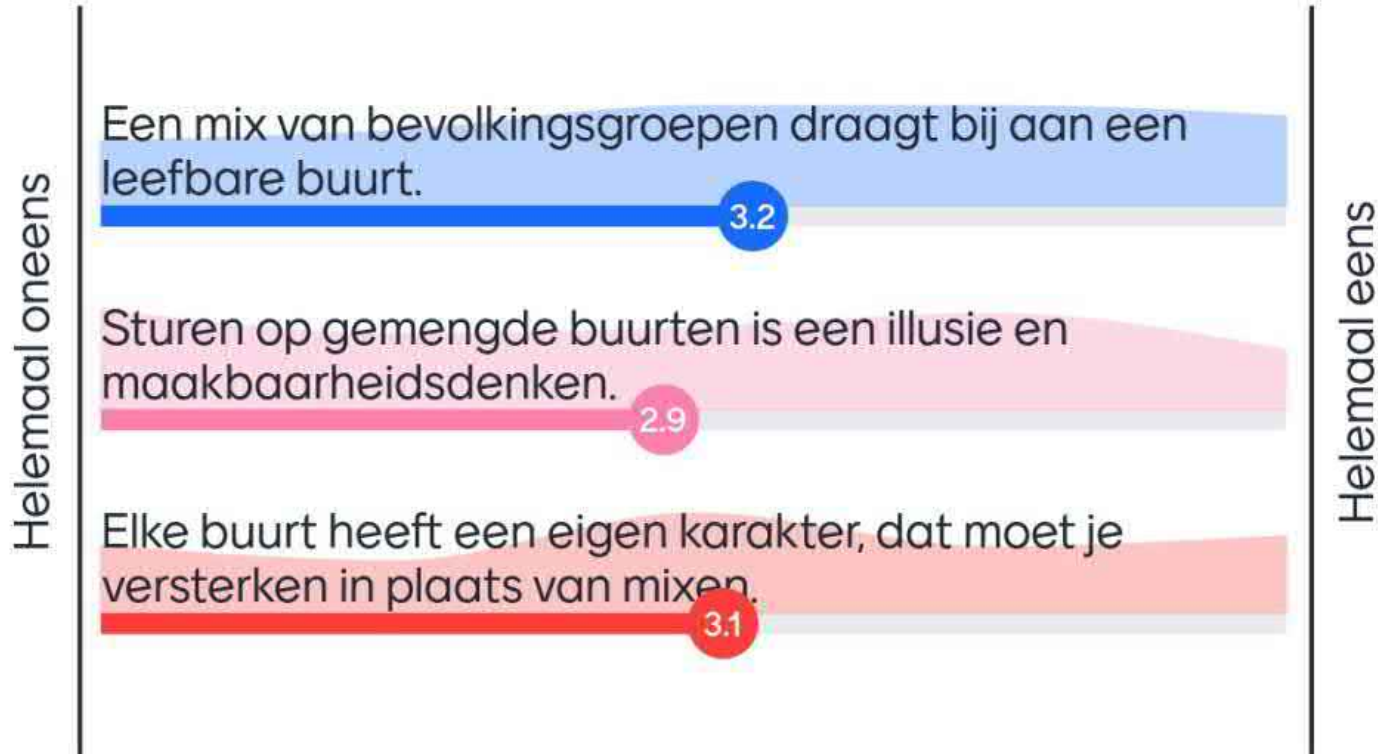 Helemaal oneens
Een mix van bevolkingsgroepen draagt bij aan een
leefbare buurt.
3.2
Sturen op gemengde buurten is een illusie en
maakbaarheidsdenken.
2.9
Elke buurt heeft een eigen karakter, dat moet je
versterken in plaats van mixen.
3.1
Helemaal eens